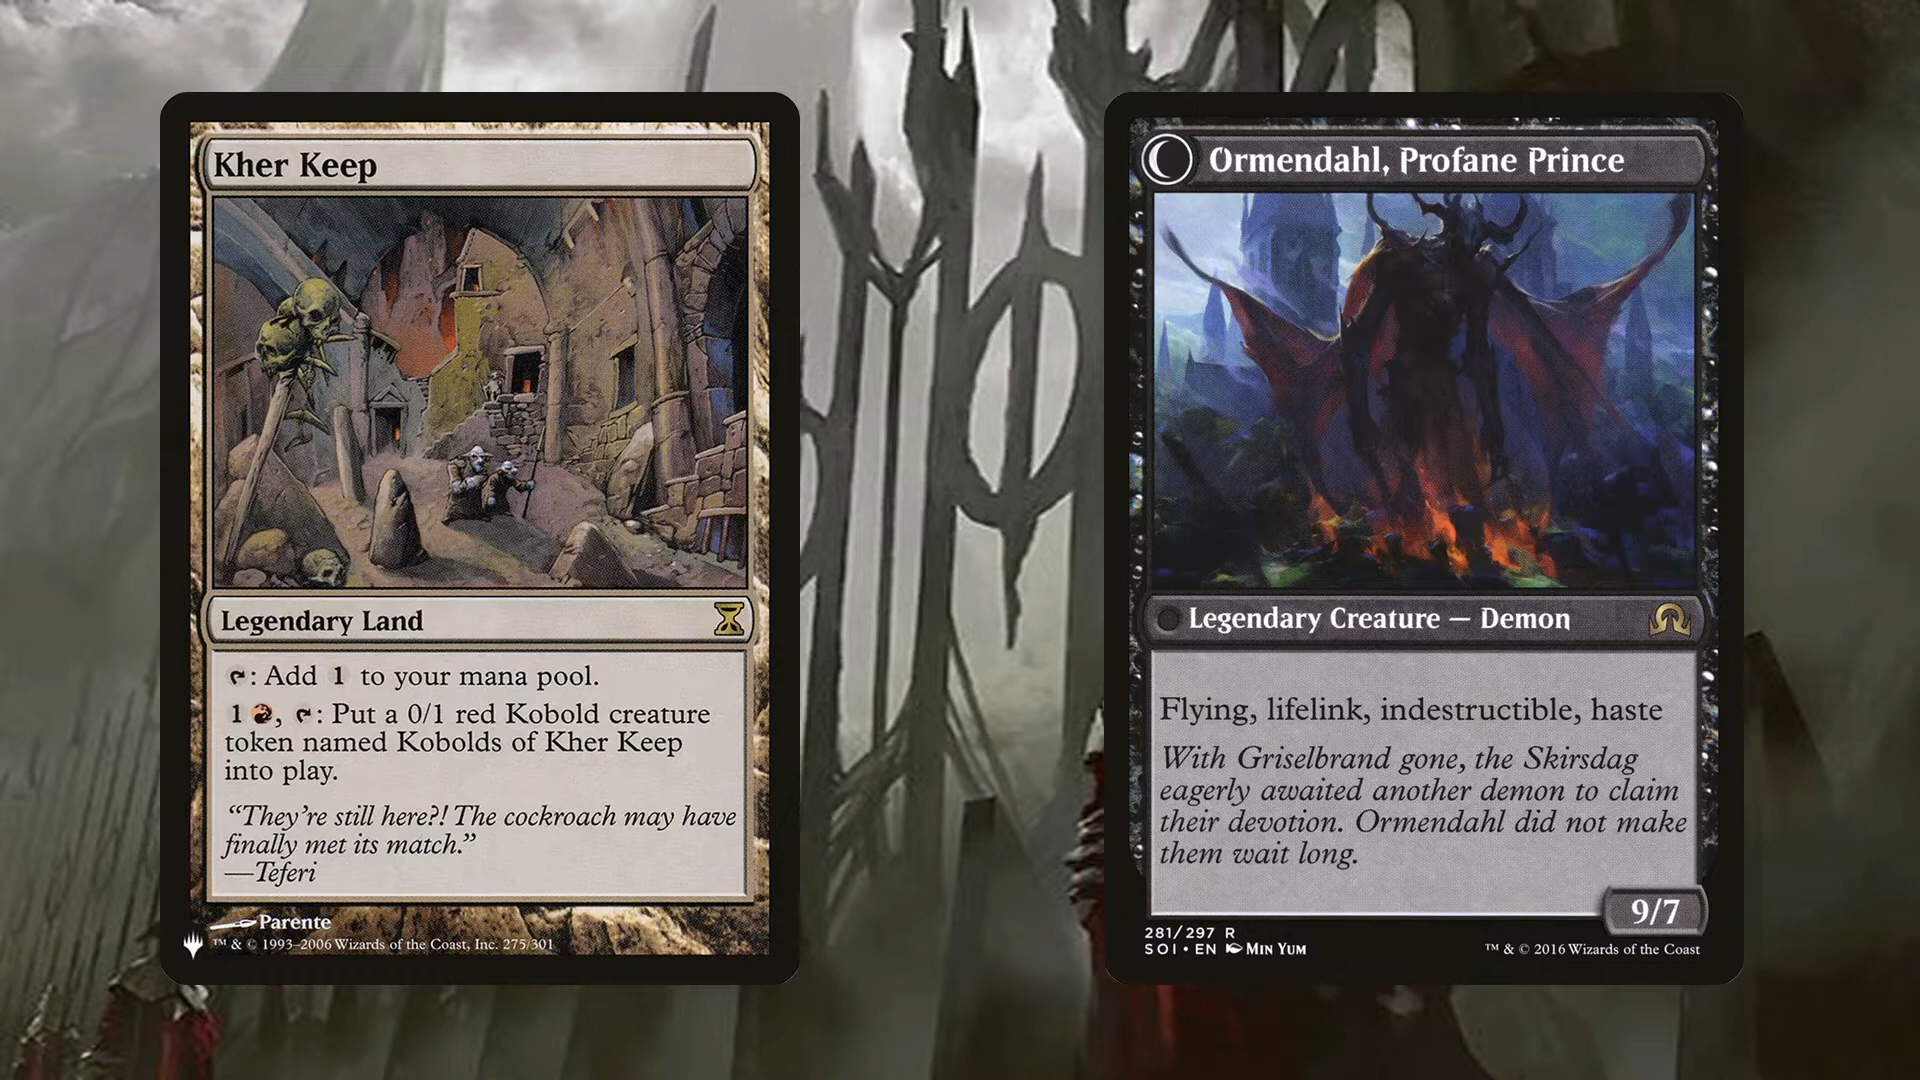 Kher Keep
Legendary Land
: Add 1 to your mana pool.
1 , : Put a 0/1 red Kobold creature
token named Kobolds of Kher Keep
into play.
“They’re still here?! The cockroach may have
finally met its match.”
—Teferi
Parente
™ & © 1993–2006 Wizards of the Coast, Inc. 275/301
Ormendahl, Profane Prince
Legendary Creature — Demon
Flying, lifelink, indestructible, haste
With Griselbrand gone, the Skirsdag
eagerly awaited another demon to claim
their devotion. Ormendahl did not make
them wait long.
9/7
281/297 R
SOI • EN Min Yum
™ & © 2016 Wizards of the Coast